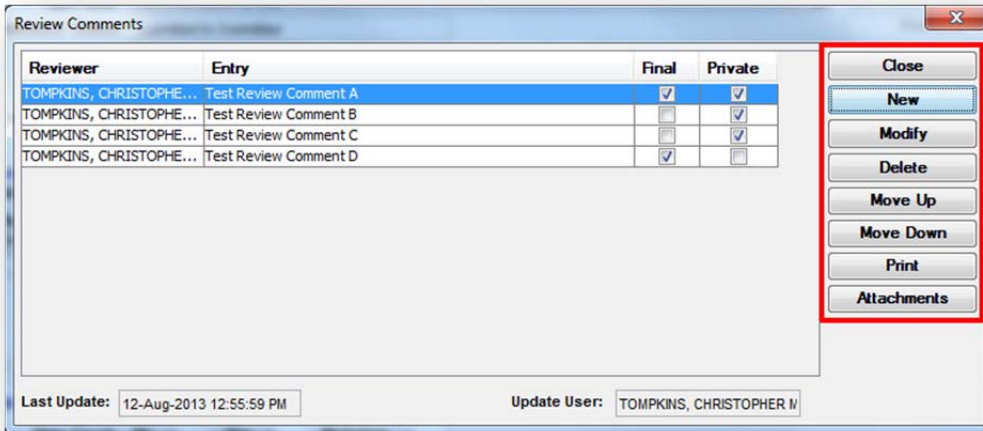 Review Comments
Reviewer Entry Final Private
TOMPKINS, CHRISTOPHE... Test Review Comment A
TOMPKINS, CHRISTOPHE... Test Review Comment B
TOMPKINS, CHRISTOPHE... Test Review Comment C
TOMPKINS, CHRISTOPHE... Test Review Comment D
Close
New
Modify
Delete
Move Up
Move Down
Print
Attachments
Last Update: 12-Aug-2013 12:55:59 PM Update User: TOMPKINS, CHRISTOPHER M